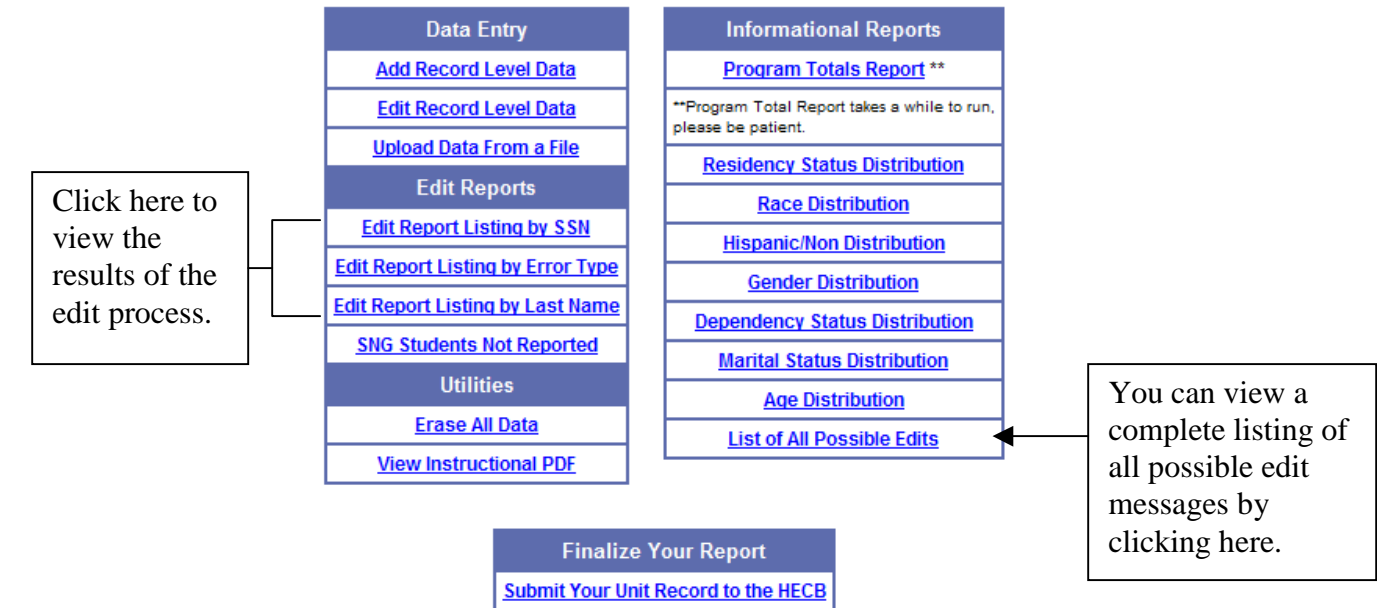 Data Entry
Add Record Level Data
Edit Record Level Data
Upload Data From a File
Edit Reports
Edit Report Listing by SSN
Edit Report Listing by Error Type
Edit Report Listing by Last Name
SNG Students Not Reported
Utilities
Erase All Data
View Instructional PDF
Informational Reports
Program Totals Report **
**Program Total Report takes a while to run,
please be patient.
Residency Status Distribution
Race Distribution
Hispanic/Non Distribution
Gender Distribution
Dependency Status Distribution
Marital Status Distribution
Age Distribution
List of All Possible Edits
Click here to
view the
results of the
edit process.
You can view a
complete listing of
all possible edit
messages by
clicking here.
Finalize Your Report
Submit Your Unit Record to the HECB